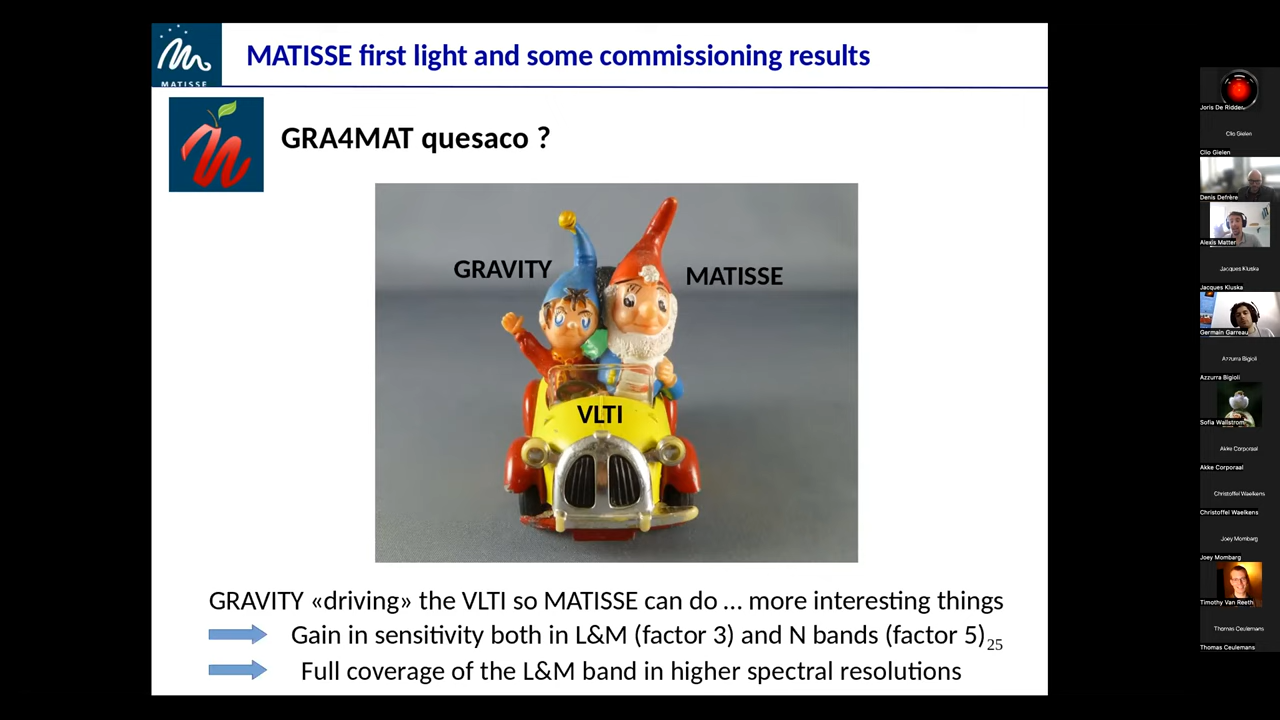 MATISSE first light and some commissioning results
MATISSE
GRA4MAT quesaco ?
GRAVITY
MATISSE
VLTI
GRAVITY «driving» the VLTI so MATISSE can do ... more interesting things
Gain in sensitivity both in L&M (factor 3) and N bands (factor 5)
25
Full coverage of the L&M band in higher spectral resolutions
Joris De Ridder
Clio Gielen
Clio Gielen
Denis Defrère
Alexis Matter
Jacques Kluska
Jacques Kluska
Germain Garreau
Azzurra Bigioli
Azzurra Bigioli
Sofia Wallstrom
Akke Corporaal
Akke Corporaal
Christoffel Waelkens
Christoffel Waelkens
Joey Mombarg
Joey Mombarg
Timothy Van Reeth
Thomas Ceulemans
Thomas Ceulemans